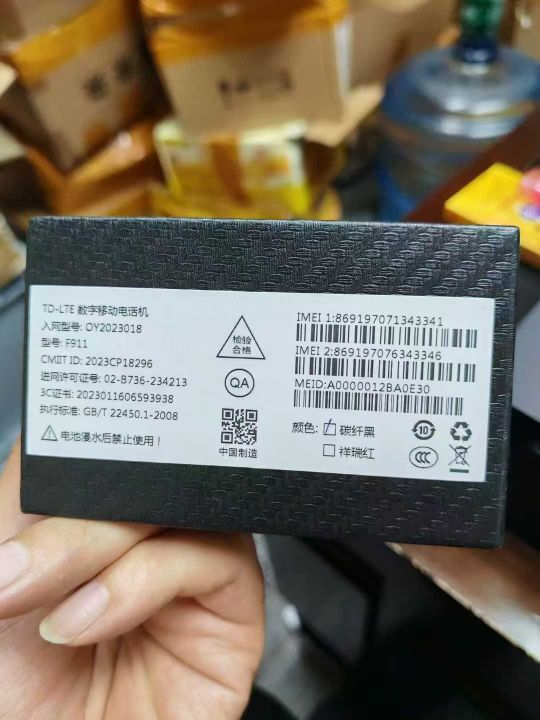 TD-LTE 数字移动电话机
入网型号: OY2023018
型号: F911
CMIIT ID: 2023CP18296
进网许可证号: 02-B736-234213
3C证书: 2023011606593938
执行标准: GB/T 22450.1-2008
电池浸水后禁止使用！
检验
合格
QA
中国制造
IMEI 1:869197071343341
IMEI 2:869197076343346
MEID:A0000012BA0E30
颜色: 碳纤黑
祥瑞红
10
CCC